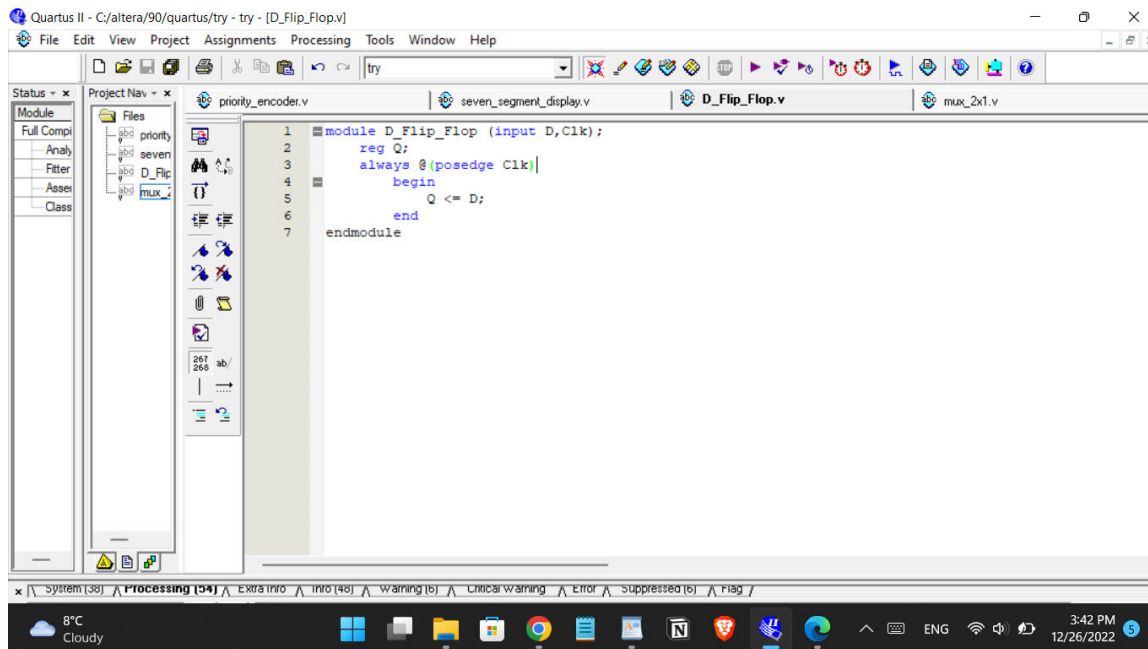 Quartus II - C:/altera/90/quartus/try - try - [D_Flip_Flop.v]
File Edit View Project Assignments Processing Tools Window Help
try
Status
Module
Full Compi
Analy
Fitter
Asser
Class
Project Nav
Files
priority
seven
D_Flip
mux_2
priority_encoder.v
seven_segment_display.v
D_Flip_Flop.v
mux_2x1.v
267
268
ab/
1 module D_Flip_Flop (input D,Clk);
2 reg Q;
3 always @(posedge Clk)
4 begin
5 Q <= D;
6 end
7 endmodule
System (38) Processing (54) Extra Info Info (48) Warning (6) Critical Warning Error Suppressed (6) Flag
8°C
Cloudy
ENG
3:42 PM
12/26/2022
5